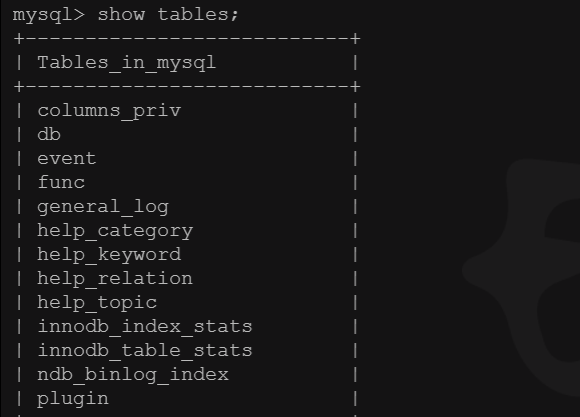 mysql> show tables;
+---------------------------+
| Tables_in_mysql           |
+---------------------------+
| columns_priv              |
| db                        |
| event                     |
| func                      |
| general_log               |
| help_category             |
| help_keyword              |
| help_relation             |
| help_topic                |
| innodb_index_stats        |
| innodb_table_stats        |
| ndb_binlog_index          |
| plugin                    |